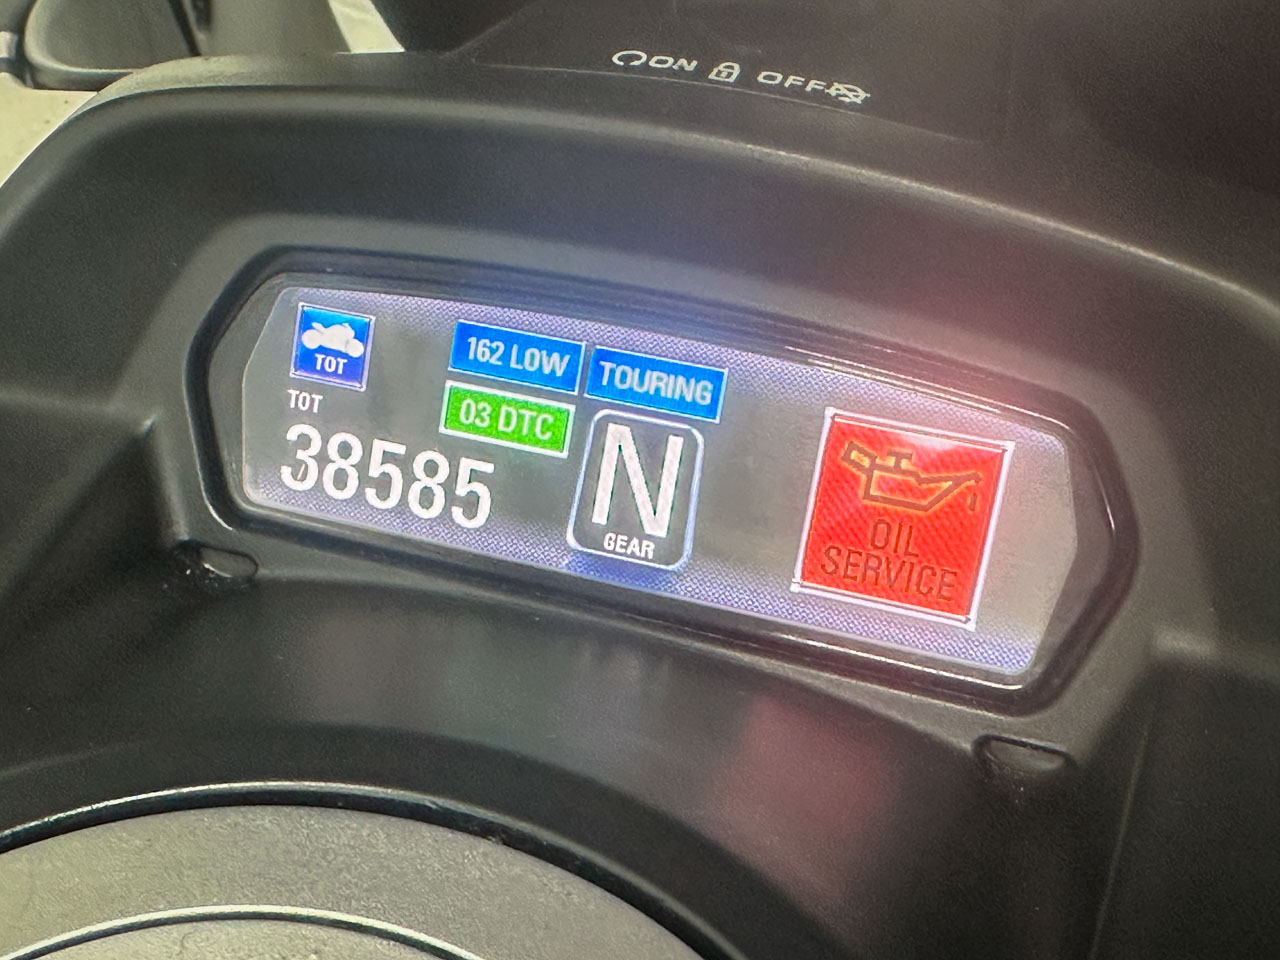 ON OFF
TOT
TOT
38585
162 LOW
TOURING
03 DTC
N
GEAR
OIL
SERVICE